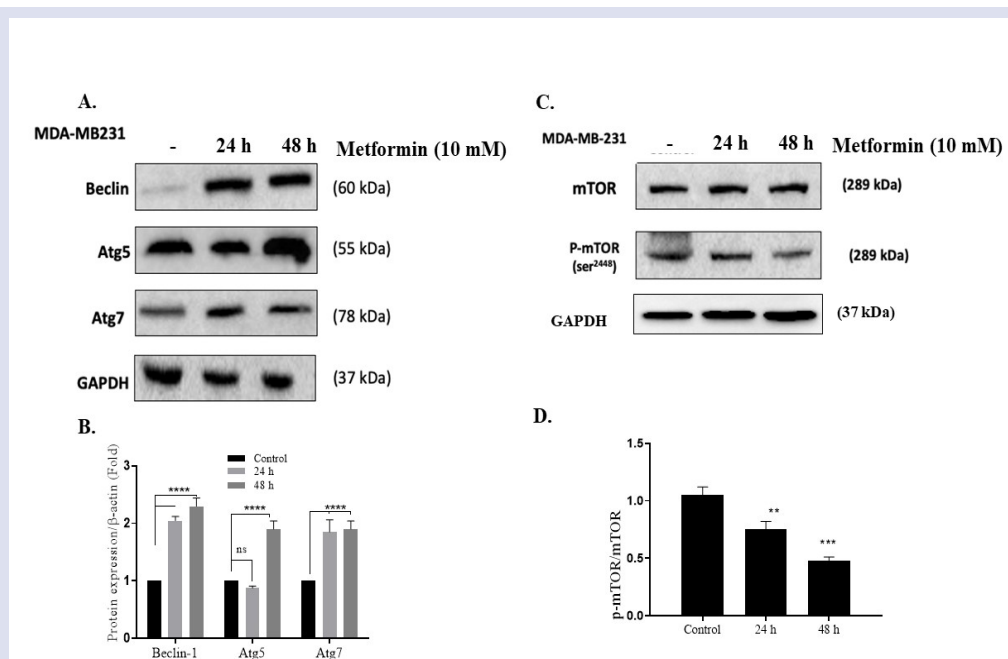 A.
MDA-MB231
- 24 h 48 h Metformin (10 mM)
Beclin (60 kDa)
Atg5 (55 kDa)
Atg7 (78 kDa)
GAPDH (37 kDa)
B.
Protein expression/β-actin (Fold)
3
2
1
0
Control
24 h
48 h
****
ns
****
****
Beclin-1 Atg5 Atg7
C.
MDA-MB-231
- 24 h 48 h Metformin (10 mM)
mTOR (289 kDa)
P-mTOR
(ser2448)
(289 kDa)
GAPDH (37 kDa)
D.
p-mTOR/mTOR
1.5
1.0
0.5
0.0
**
***
Control 24 h 48 h